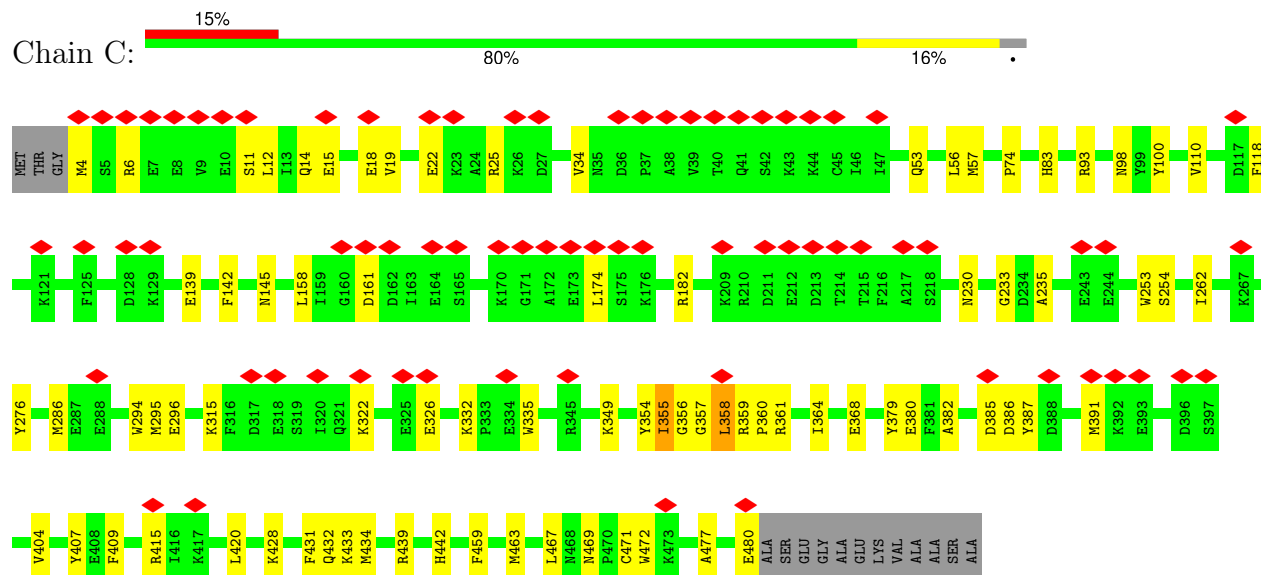 15%
Chain C:
80% 16% •
MET THR GLY M4 S5 R6 E7 E8 V9 E10 S11 L12 I13 Q14 E15 E18 V19 E22 K23 A24 R25 K26 D27 V34 N35 D36 P37 A38 V39 T40 Q41 S42 K43 K44 C45 I46 I47 Q53 L56 M57 P74 H83 R93 N98 Y99 Y100 V110 D117 F118
K121 F125 D128 K129 E139 F142 N145 L158 I159 G160 D161 D162 I163 E164 S165 K170 G171 A172 E173 L174 S175 K176 R182 K209 R210 D211 E212 D213 T214 T215 F216 A217 S218 N230 G233 D234 A235 E243 E244 W253 S254 I262 K267
Y276 M286 E287 E288 W294 M295 E296 K315 F316 D317 E318 S319 I320 Q321 K322 E325 E326 K332 P333 E334 W335 R345 K349 Y354 I355 G356 G357 L358 R359 P360 R361 I364 E368 Y379 E380 F381 A382 D385 D386 Y387 D388 M391 K392 E393 D396 S397
V404 Y407 E408 F409 R415 I416 K417 L420 K428 F431 Q432 K433 M434 R439 H442 F459 M463 L467 N468 N469 P470 C471 W472 K473 A477 E480 ALA SER GLU GLY ALA GLU LYS VAL ALA ALA SER ALA